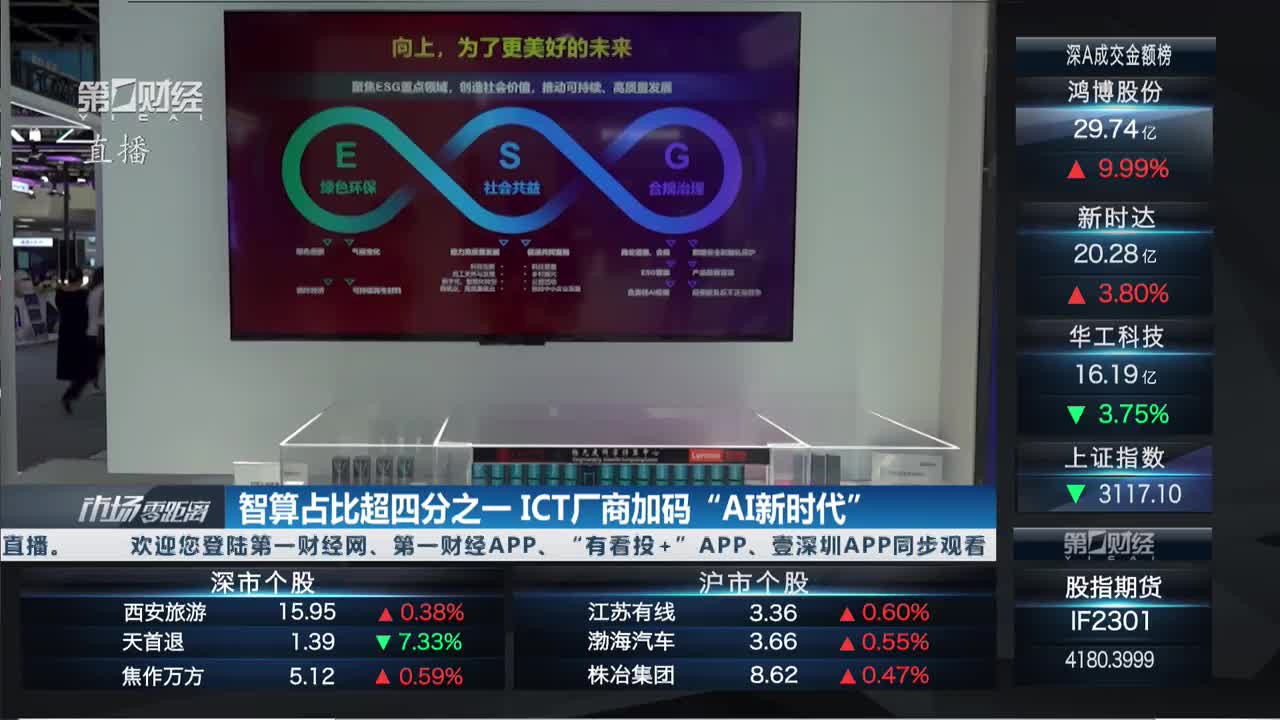 向上，为了更美好的未来
聚焦ESG重点领域，创造社会价值，推动可持续、高质量发展
E
绿色环保
S
社会共益
G
合规治理
第一财经
YICAI
直播
Lenovo
市场零距离
智算占比超四分之一 ICT厂商加码“AI新时代”
直播。 欢迎您登陆第一财经网、第一财经APP、“有看投+”APP、壹深圳APP同步观看
深市个股
西安旅游 15.95 ▲ 0.38%
天首退 1.39 ▼ 7.33%
焦作万方 5.12 ▲ 0.59%
沪市个股
江苏有线 3.36 ▲ 0.60%
渤海汽车 3.66 ▲ 0.55%
株冶集团 8.62 ▲ 0.47%
深A成交金额榜
鸿博股份
29.74亿
▲ 9.99%
新时达
20.28亿
▲ 3.80%
华工科技
16.19亿
▼ 3.75%
上证指数
▼ 3117.10
第一财经
YICAI
股指期货
IF2301
4180.3999